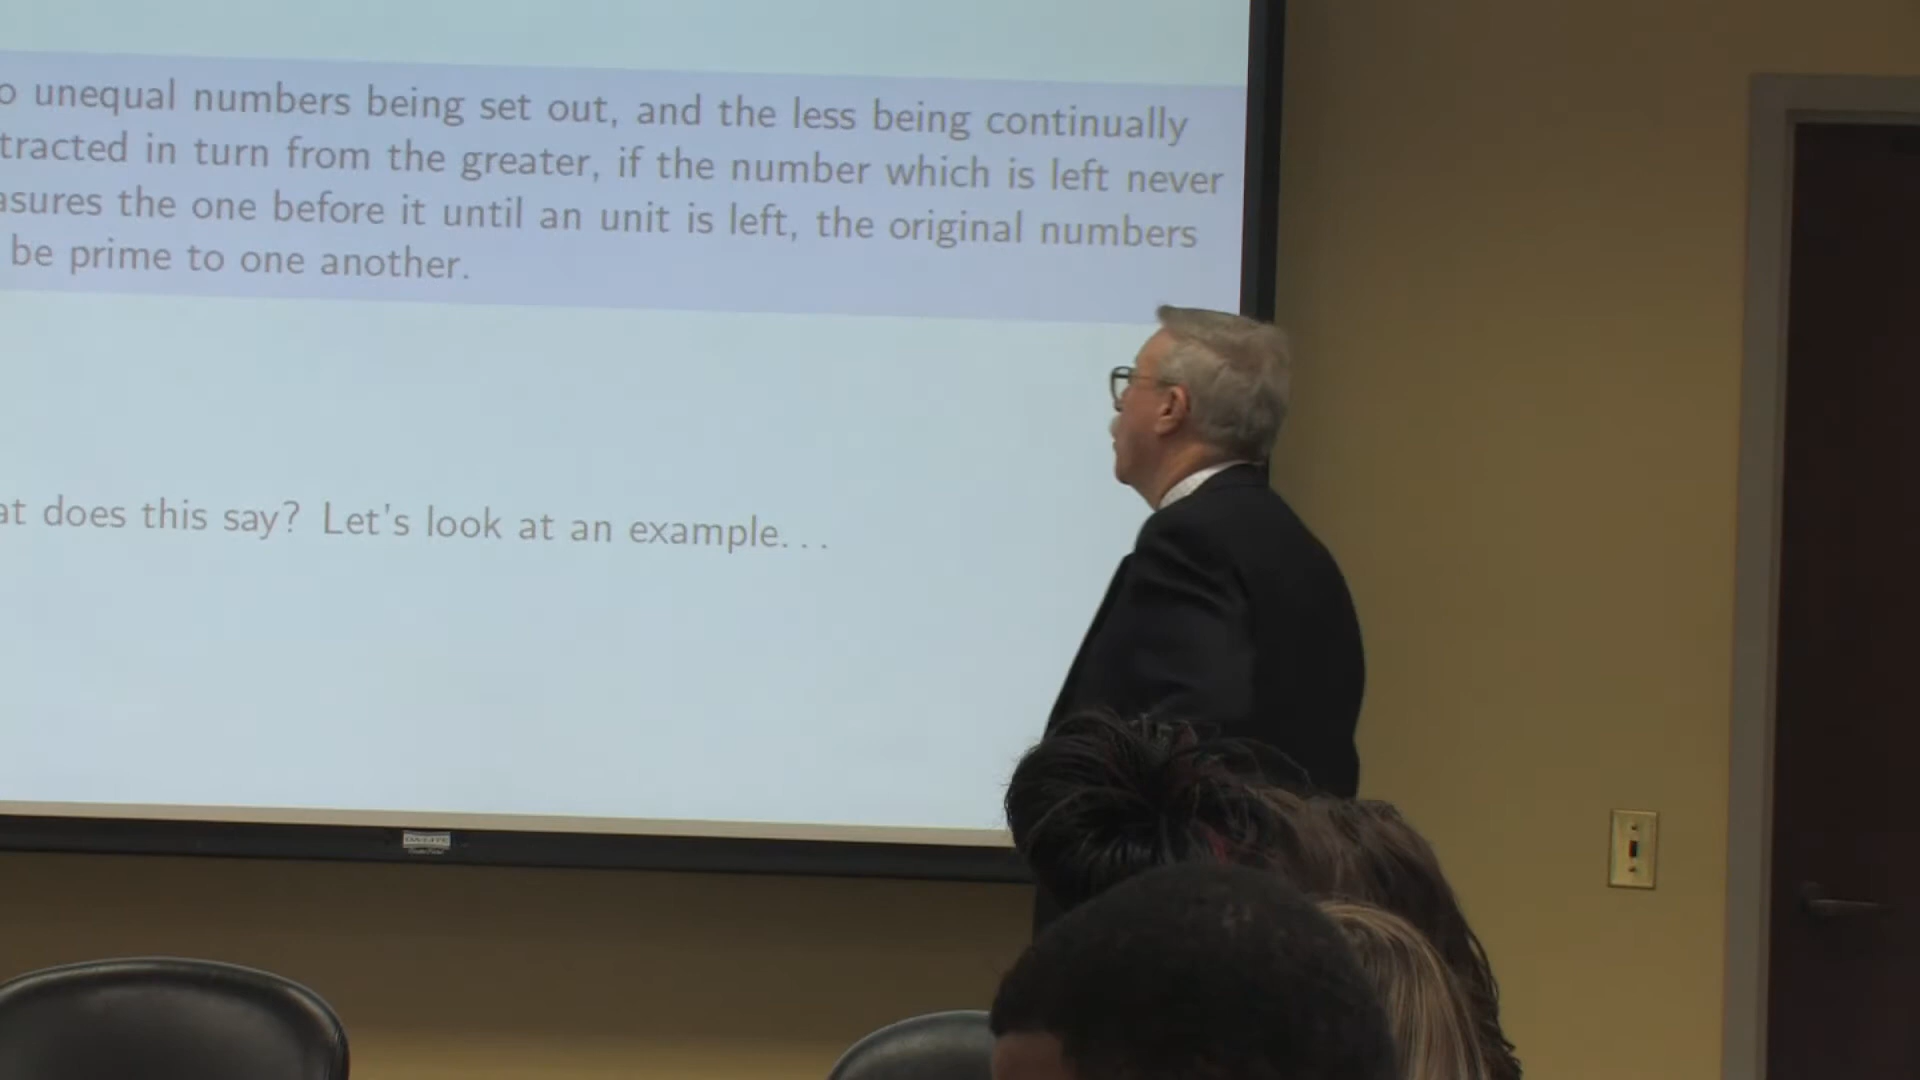 o unequal numbers being set out, and the less being continually
tracted in turn from the greater, if the number which is left never
asures the one before it until an unit is left, the original numbers
be prime to one another.
at does this say? Let's look at an example...
DA-LITE